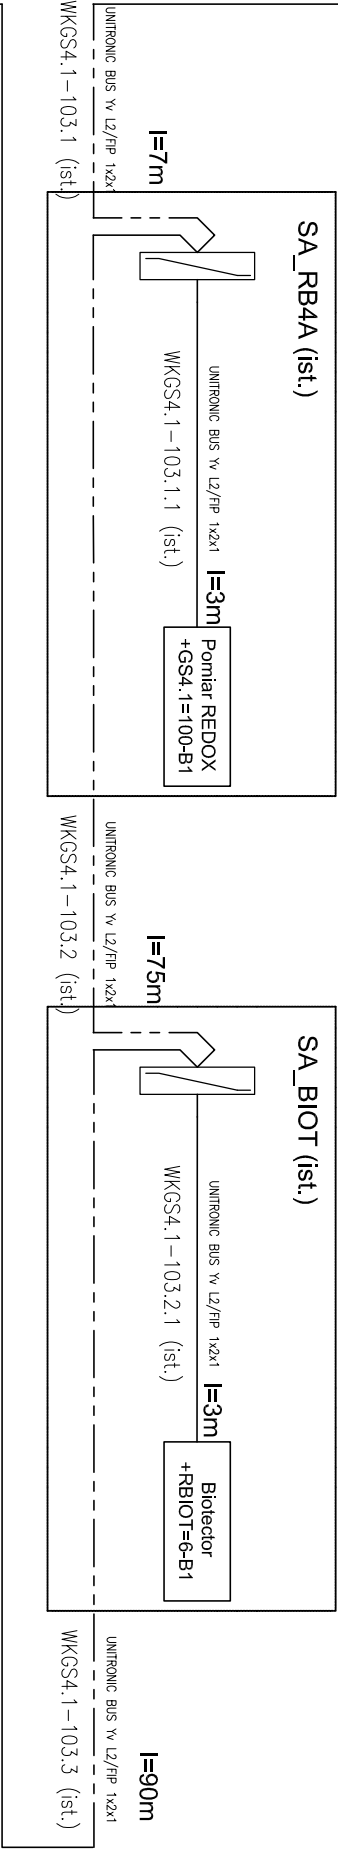 UNITRONIC BUS Yv L2/FIP 1x2x1
WKGS4.1-103.1 (ist.)
l=7m
SA_RB4A (ist.)
UNITRONIC BUS Yv L2/FIP 1x2x1
WKGS4.1-103.1.1 (ist.)
l=3m
Pomiar REDOX
+GS4.1=100-B1
UNITRONIC BUS Yv L2/FIP 1x2x1
WKGS4.1-103.2 (ist.)
l=75m
SA_BIOT (ist.)
UNITRONIC BUS Yv L2/FIP 1x2x1
WKGS4.1-103.2.1 (ist.)
l=3m
Biotector
+RBIOT=6-B1
UNITRONIC BUS Yv L2/FIP 1x2x1
WKGS4.1-103.3 (ist.)
l=90m